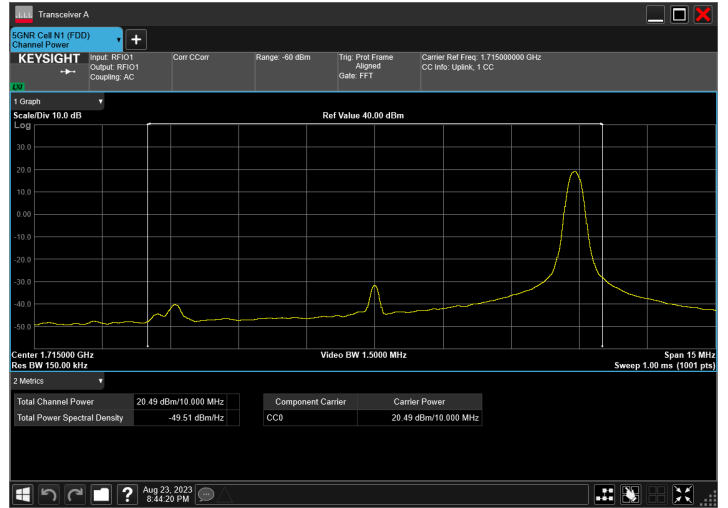 Transceiver A
5GNR Cell N1 (FDD)
Channel Power
KEYSIGHT
LXI
Input: RFIO1
Output: RFIO1
Coupling: AC
Corr CCorr
Range: -60 dBm
Trig: Prot Frame
Aligned
Gate: FFT
Carrier Ref Freq: 1.715000000 GHz
CC Info: Uplink, 1 CC
1 Graph
Scale/Div 10.0 dB
Ref Value 40.00 dBm
Log
30.0
20.0
10.0
0.00
-10.0
-20.0
-30.0
-40.0
-50.0
Center 1.715000 GHz
Video BW 1.5000 MHz
Span 15 MHz
Res BW 150.00 kHz
Sweep 1.00 ms (1001 pts)
2 Metrics
Total Channel Power 20.49 dBm/10.000 MHz
Total Power Spectral Density -49.51 dBm/Hz
Component Carrier Carrier Power
CC0 20.49 dBm/10.000 MHz
?
Aug 23, 2023
8:44:20 PM